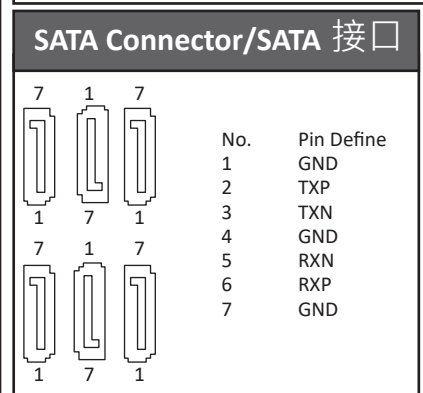 SATA Connector/SATA 接口
7 1 7
1 7 1
7 1 7
1 7 1
No. Pin Define
1 GND
2 TXP
3 TXN
4 GND
5 RXN
6 RXP
7 GND